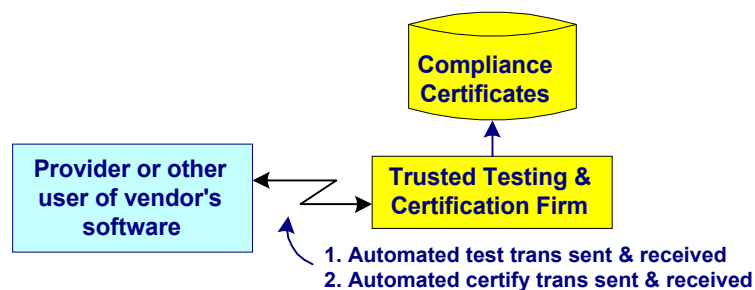 Compliance
Certificates
Provider or other
user of vendor's
software
Trusted Testing &
Certification Firm
1. Automated test trans sent & received
2. Automated certify trans sent & received